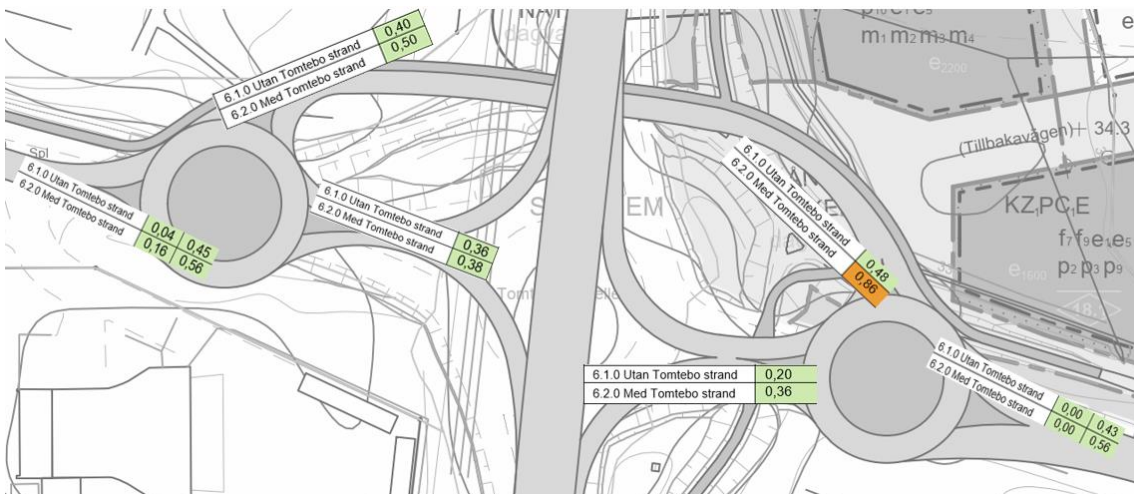 m₁ m₂ m₃ m₄
e₂₂₀₀
6.1.0 Utan Tomtebo strand 0,40
6.2.0 Med Tomtebo strand 0,50
(Tillbakavägen) 34.3
Spl
6.1.0 Utan Tomtebo strand 0,04 0,45
6.2.0 Med Tomtebo strand 0,16 0,56
6.1.0 Utan Tomtebo strand 0,36
6.2.0 Med Tomtebo strand 0,38
6.1.0 Utan Tomtebo strand 0,48
6.2.0 Med Tomtebo strand 0,86
KZ₁PC₁E
f₇ f₉ e₁ e₅
p₂ p₃ p₉
e₁₆₀₀
6.1.0 Utan Tomtebo strand 0,20
6.2.0 Med Tomtebo strand 0,36
6.1.0 Utan Tomtebo strand 0,00 0,43
6.2.0 Med Tomtebo strand 0,00 0,56